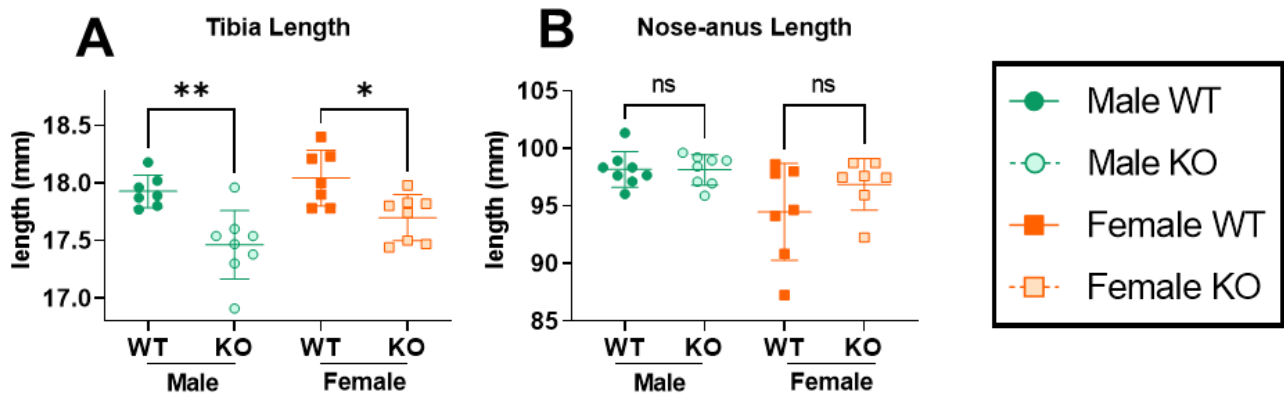 A
Tibia Length
**
*
length (mm)
18.5
18.0
17.5
17.0
WT
KO
WT
KO
Male
Female
B
Nose-anus Length
ns
ns
length (mm)
105
100
95
90
85
WT
KO
WT
KO
Male
Female
Male WT
Male KO
Female WT
Female KO